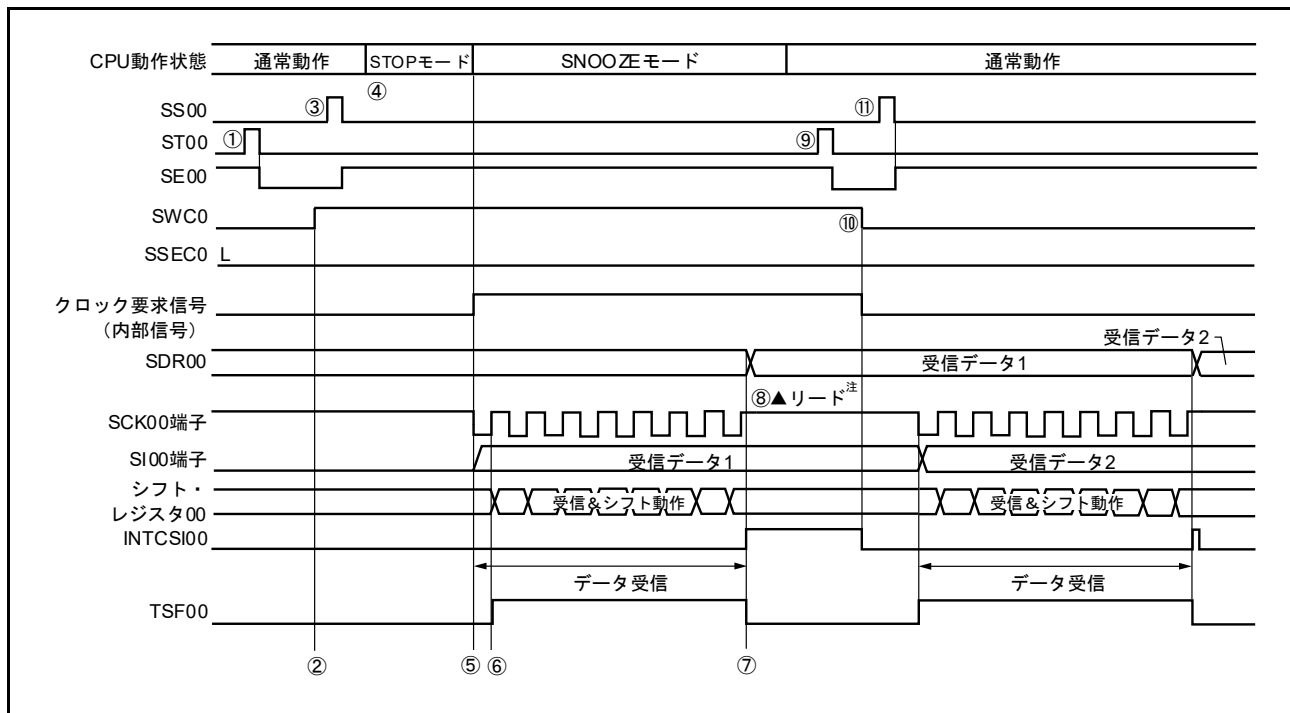 CPU動作状態 通常動作 STOPモード SNOOZEモード 通常動作
④
SS00 ③ ⑪
ST00 ① ⑨
SE00
SWC0 ⑩
SSEC0 L
クロック要求信号
(内部信号)
受信データ2
SDR00 受信データ1
⑧▲リード注
SCK00端子
SI00端子 受信データ1 受信データ2
シフト・
レジスタ00 受信&シフト動作 受信&シフト動作
INTCSI00
データ受信 データ受信
TSF00
② ⑤ ⑥ ⑦